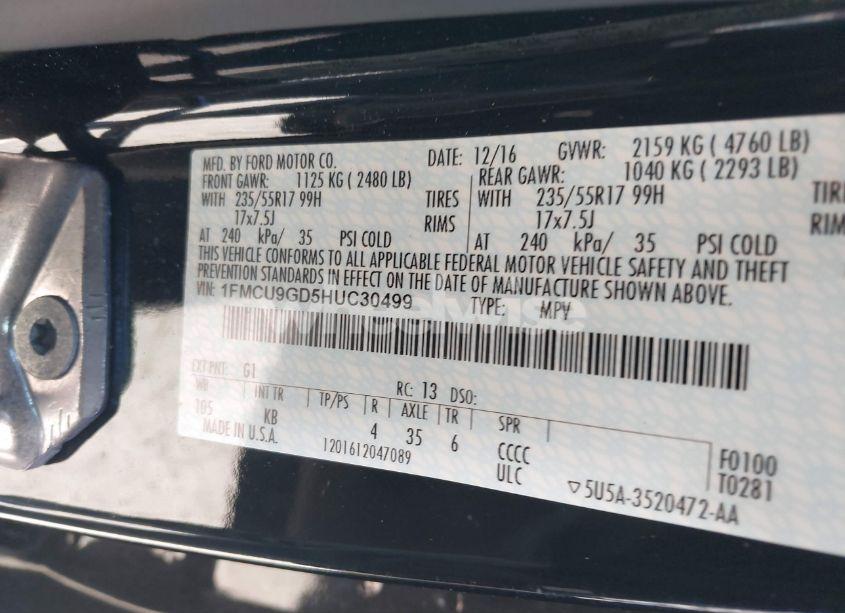 MFD. BY FORD MOTOR CO. DATE: 12/16 GVWR: 2159 KG ( 4760 LB)
FRONT GAWR: 1125 KG ( 2480 LB) REAR GAWR: 1040 KG ( 2293 LB)
WITH 235/55R17 99H TIRES WITH 235/55R17 99H TIRE
17x7.5J RIMS 17x7.5J RIMS
AT 240 kPa/ 35 PSI COLD AT 240 kPa/ 35 PSI COLD
THIS VEHICLE CONFORMS TO ALL APPLICABLE FEDERAL MOTOR VEHICLE SAFETY AND THEFT
PREVENTION STANDARDS IN EFFECT ON THE DATE OF MANUFACTURE SHOWN ABOVE.
VIN: 1FMCU9GD5HUC30499 TYPE: MPV
wheelwise
EXT PNT: G1 RC: 13 DSO:
WB INT TR TP/PS R AXLE TR SPR
105 KB 4 35 6 CCCC F0100
MADE IN U.S.A. 1201612047089 ULC T0281
▽5U5A-3520472-AA